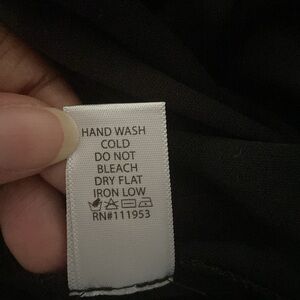 HAND WASH
COLD
DO NOT
BLEACH
DRY FLAT
IRON LOW
RN#111953